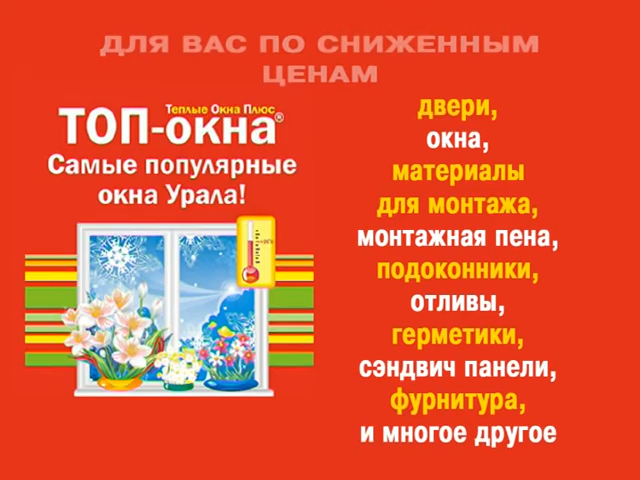 ДЛЯ ВАС ПО СНИЖЕННЫМ
ЦЕНАМ
Теплые Окна Плюс
ТОП-окна®
Самые популярные
окна Урала!
двери,
окна,
материалы
для монтажа,
монтажная пена,
подоконники,
отливы,
герметики,
сэндвич панели,
фурнитура,
и многое другое